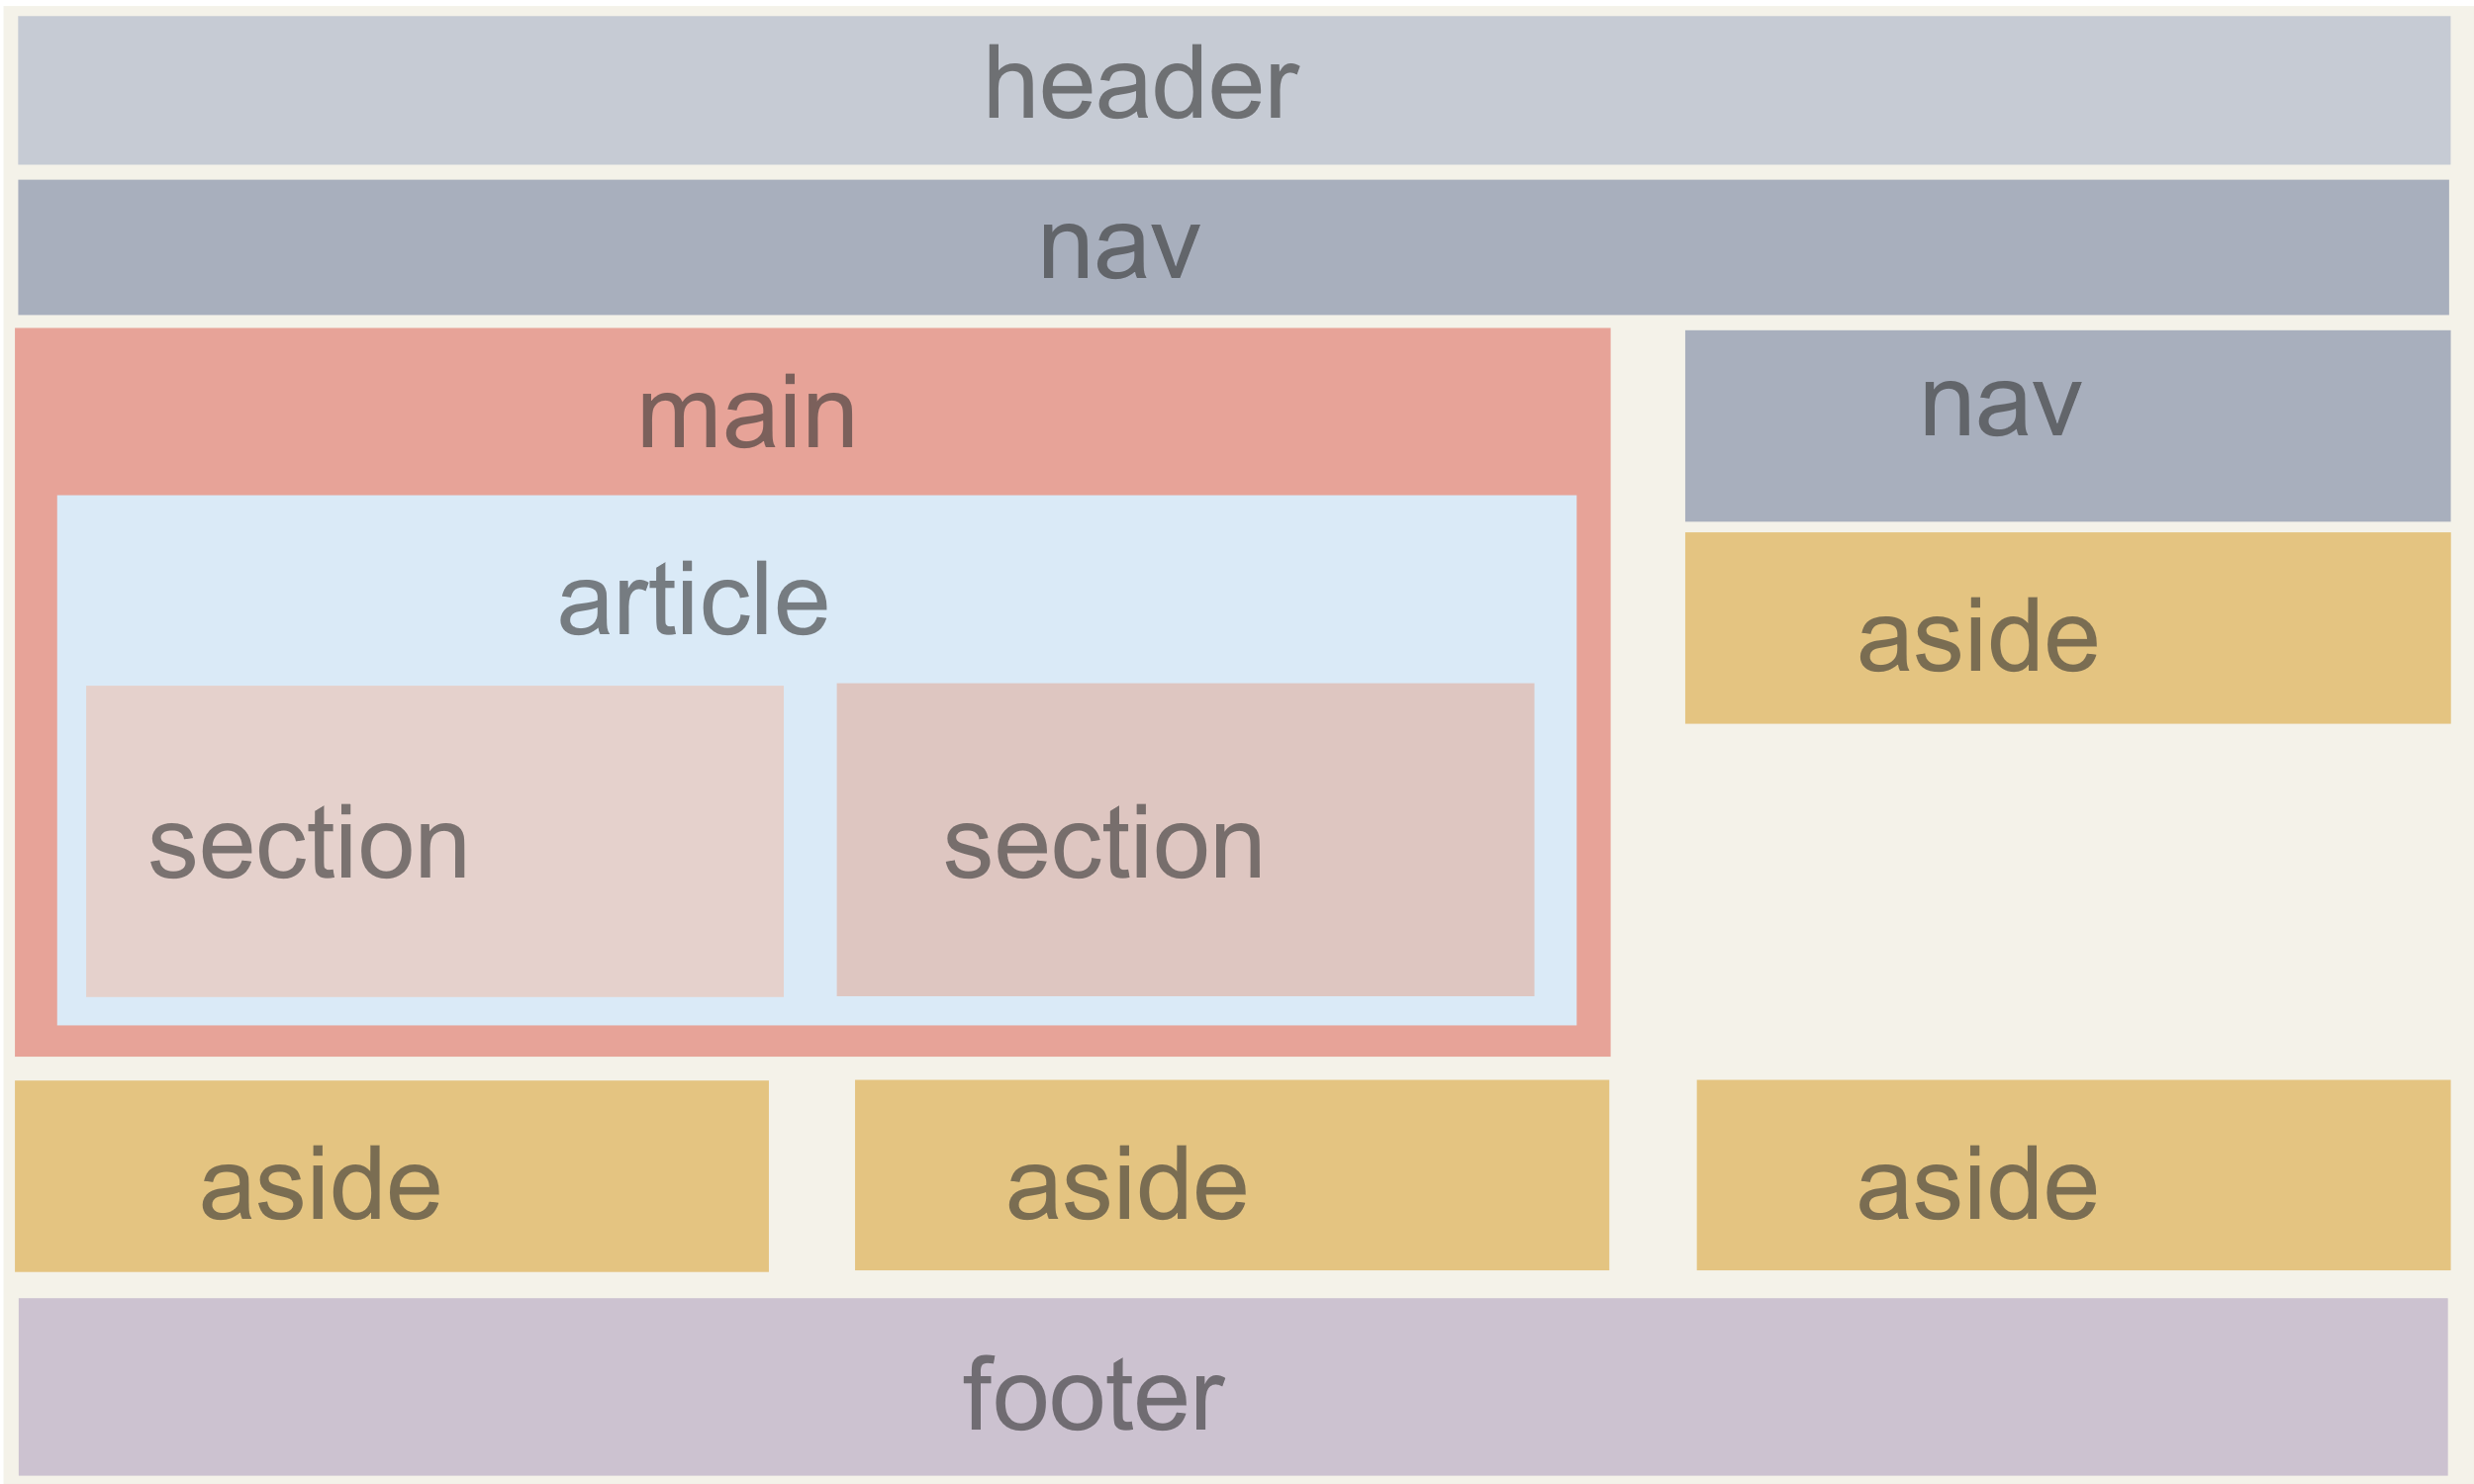 header
nav
main
nav
article
aside
section
section
aside
aside
aside
footer